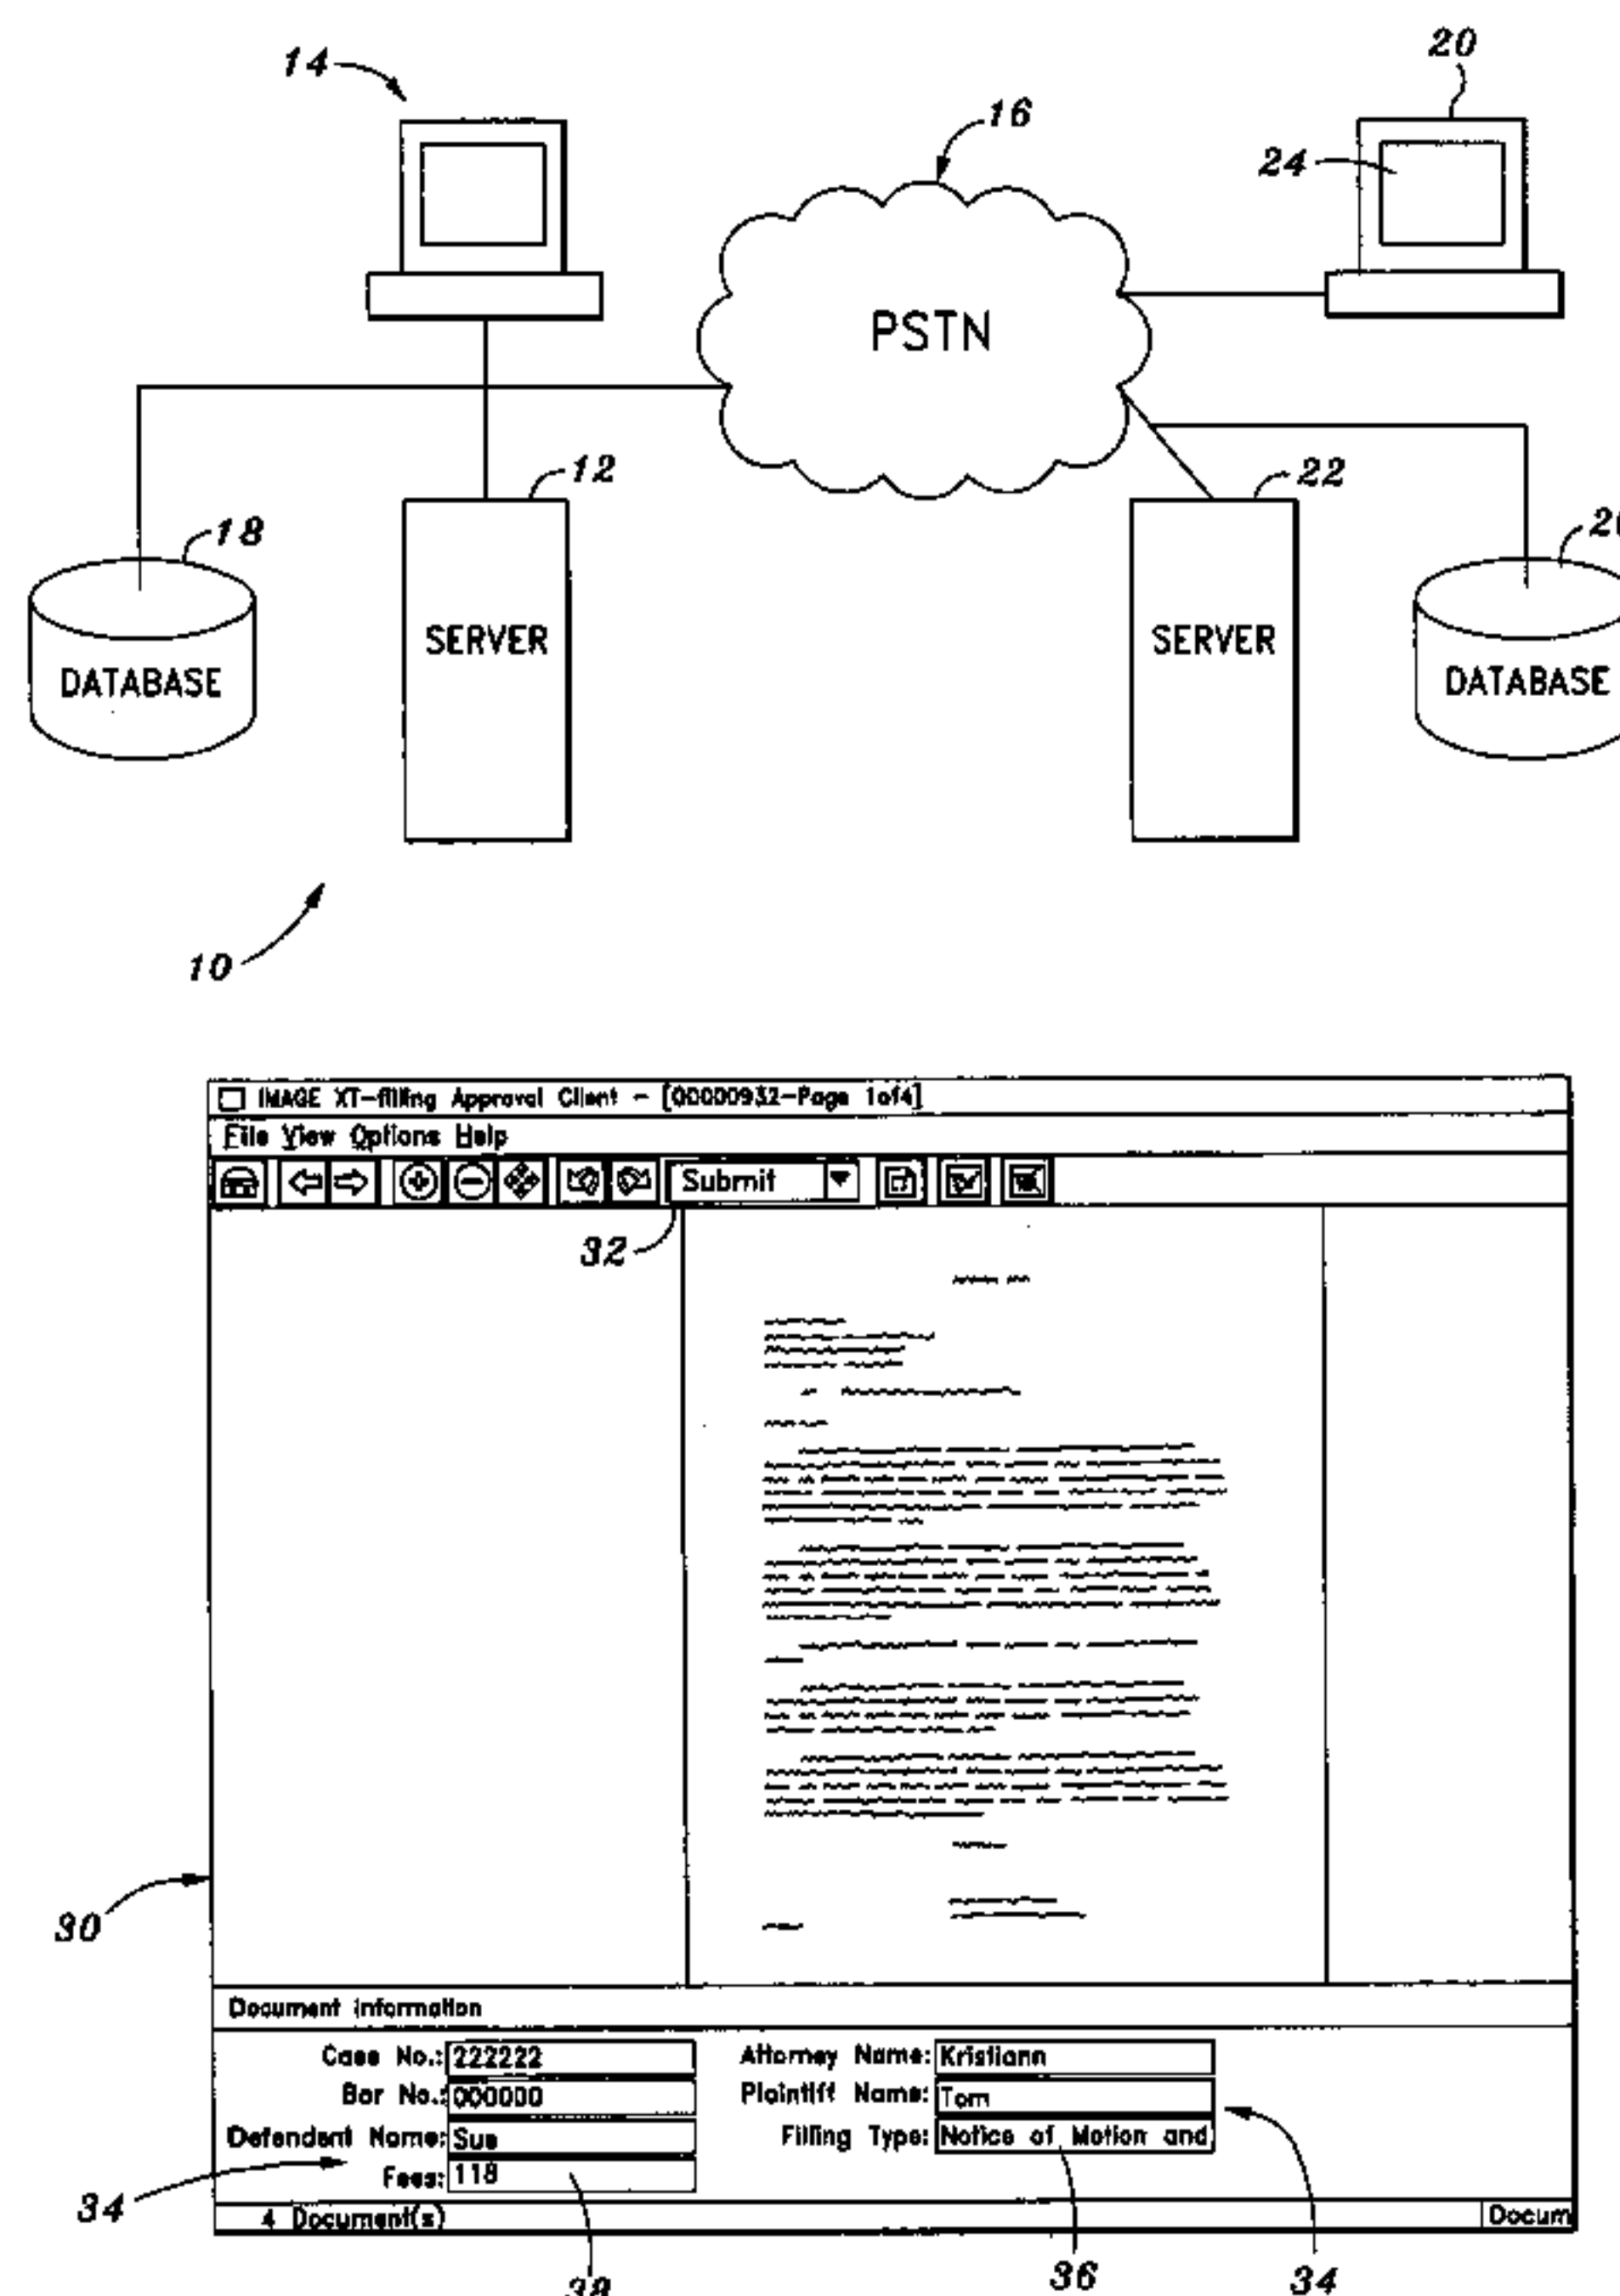 14
20
16
24
PSTN
12
22
18
SERVER
SERVER
DATABASE
DATABASE
10
IMAGE XT-filling Approval Client - [00000932-Page 1of4]
File View Options Help
Submit
32
30
Document Information
Case No.: 222222 Attorney Name: Kristiann
Bar No.: 000000 Plaintiff Name: Tom
Defendent Name: Sue Filling Type: Notice of Motion and
Fees: 118
34
4 Document(s) Docum
38
36
34